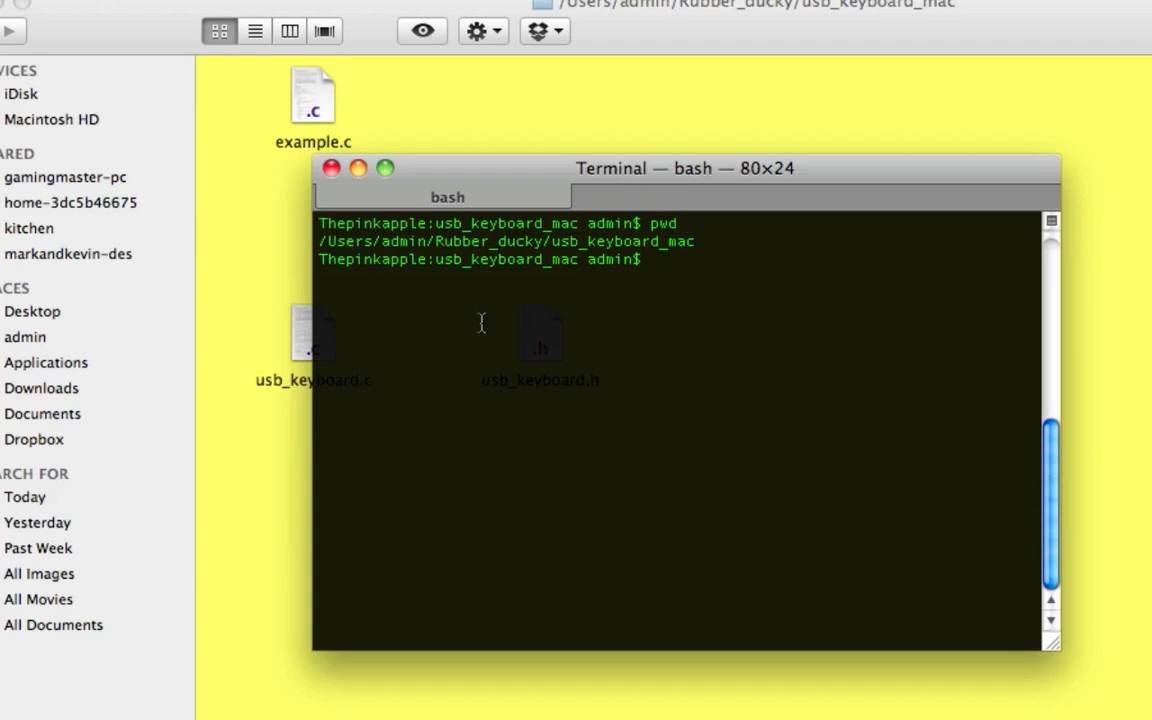 /Users/admin/Rubber_ducky/usb_keyboard_mac
VICES
iDisk
Macintosh HD
ARED
gamingmaster-pc
home-3dc5b46675
kitchen
markandkevin-des
ACES
Desktop
admin
Applications
Downloads
Documents
Dropbox
ARCH FOR
Today
Yesterday
Past Week
All Images
All Movies
All Documents
.c
example.c
Terminal — bash — 80×24
bash
Thepinkapple:usb_keyboard_mac admin$ pwd
/Users/admin/Rubber_ducky/usb_keyboard_mac
Thepinkapple:usb_keyboard_mac admin$
.c
.h
usb_keyboard.c
usb_keyboard.h